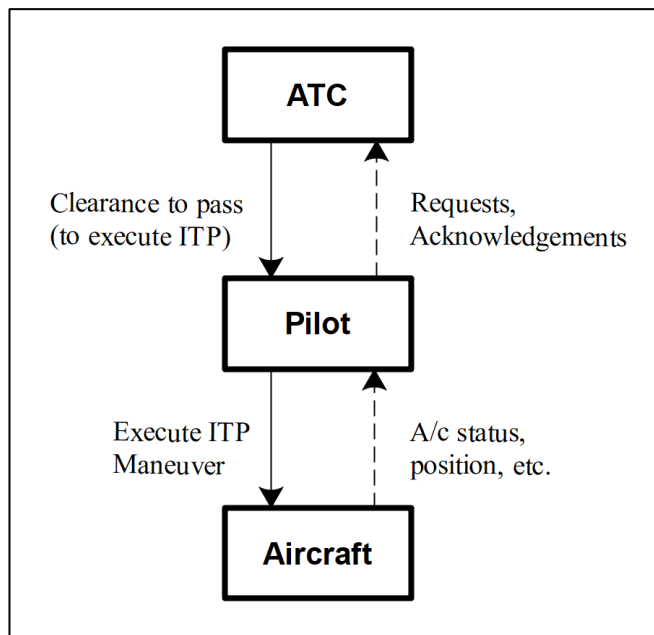 ATC
Clearance to pass
(to execute ITP)
Requests,
Acknowledgements
Pilot
Execute ITP
Maneuver
A/c status,
position, etc.
Aircraft